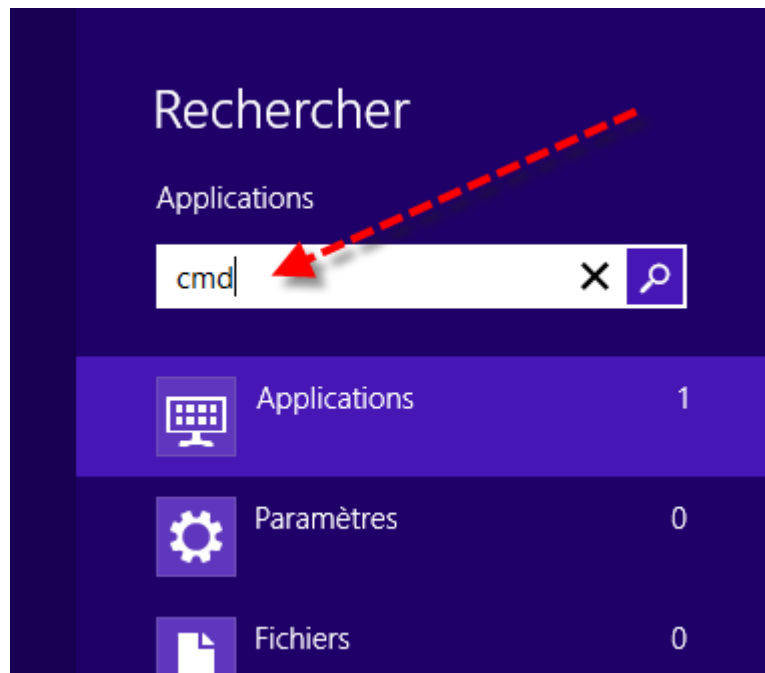 Rechercher
Applications
cmd
Applications 1
Paramètres 0
Fichiers 0